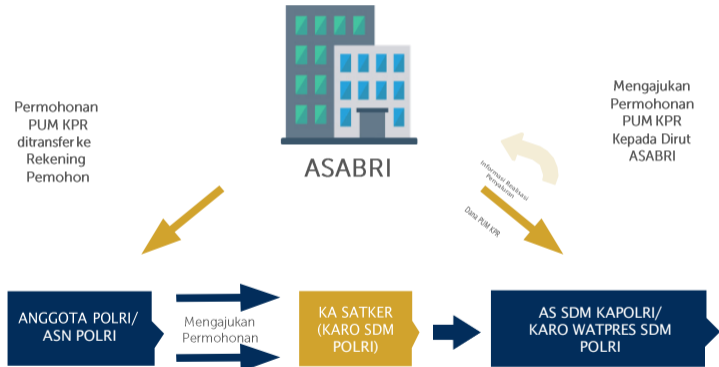 Permohonan
PUM KPR
ditransfer ke
Rekening
Pemohon
ASABRI
Mengajukan
Permohonan
PUM KPR
Kepada Dirut
ASABRI
Informasi Realisasi
Penyaluran
Dana PUM KPR
ANGGOTA POLRI/
ASN POLRI
Mengajukan
Permohonan
KA SATKER
(KARO SDM
POLRI)
AS SDM KAPOLRI/
KARO WATPRES SDM
POLRI